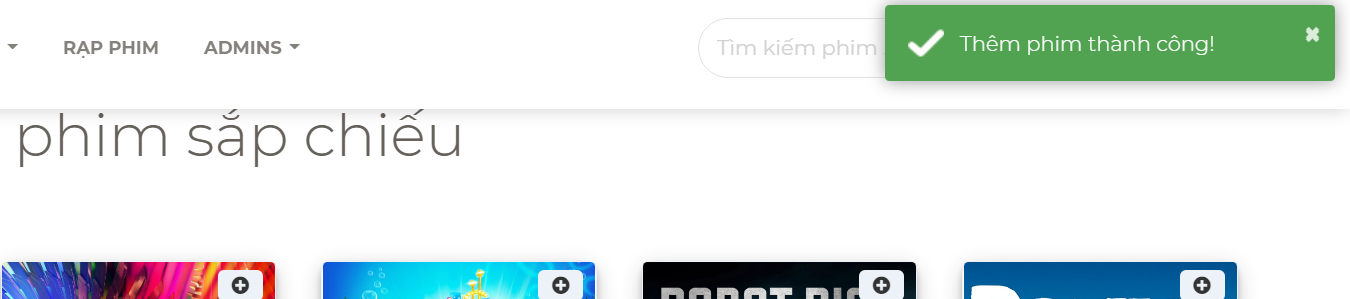 RẠP PHIM
ADMINS
Tìm kiếm phim
Thêm phim thành công!
phim sắp chiếu